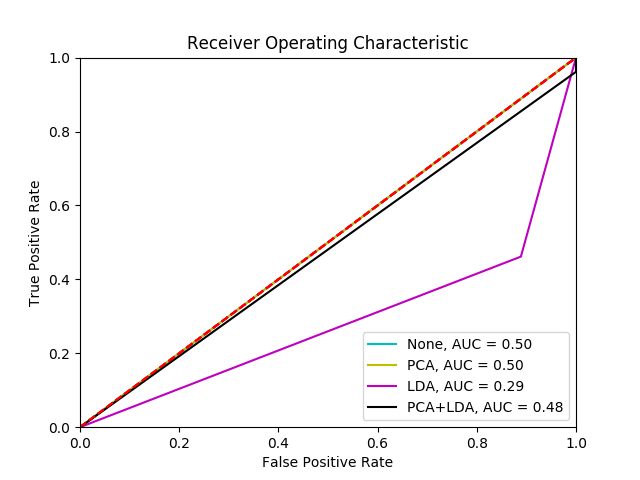 Receiver Operating Characteristic
1.0
0.8
0.6
0.4
0.2
0.0
True Positive Rate
None, AUC = 0.50
PCA, AUC = 0.50
LDA, AUC = 0.29
PCA+LDA, AUC = 0.48
0.0 0.2 0.4 0.6 0.8 1.0
False Positive Rate